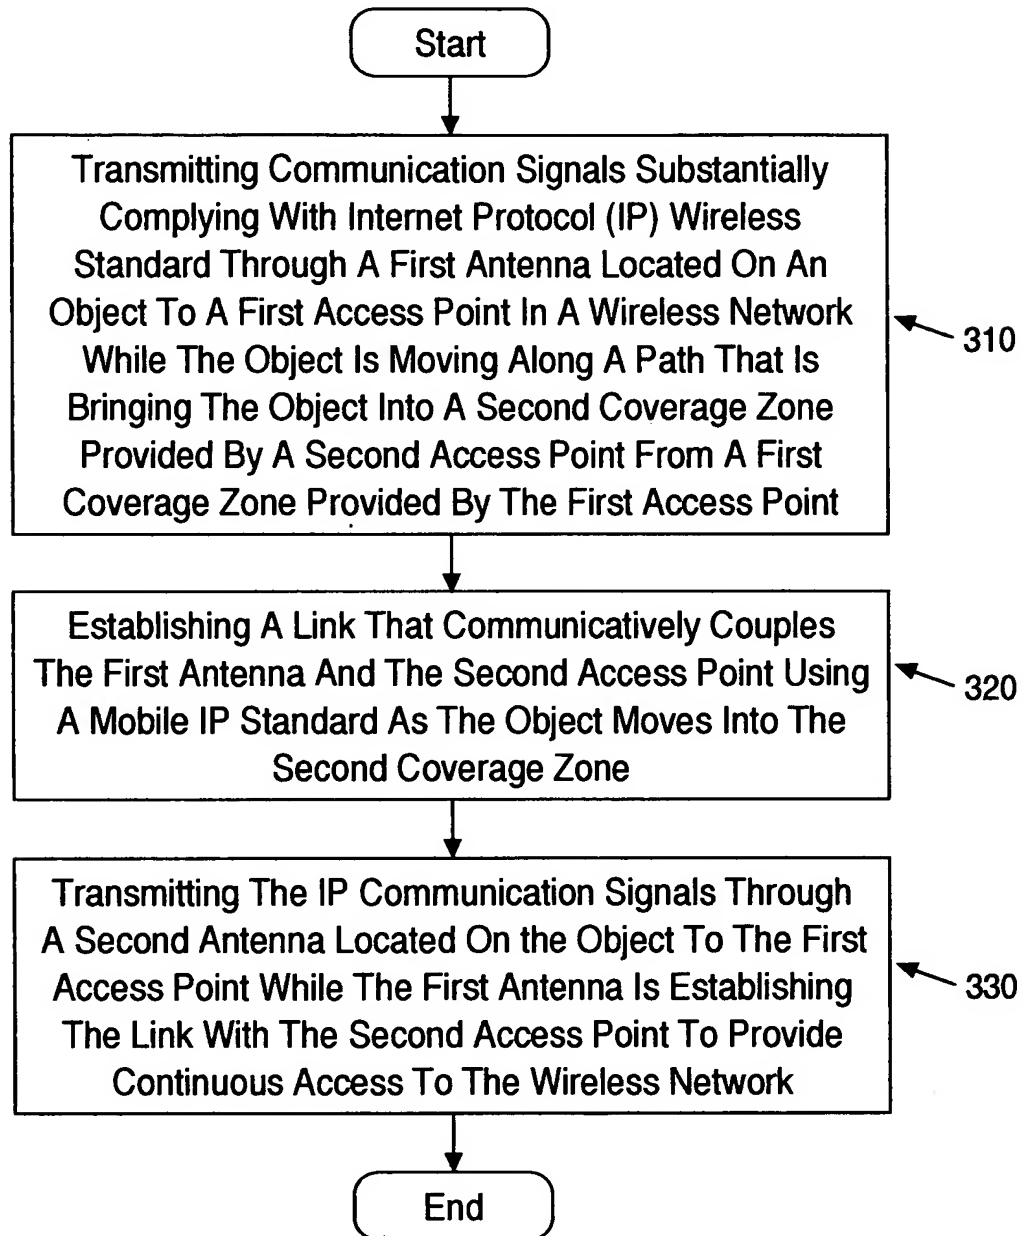 Start
Transmitting Communication Signals Substantially
Complying With Internet Protocol (IP) Wireless
Standard Through A First Antenna Located On An
Object To A First Access Point In A Wireless Network
While The Object Is Moving Along A Path That Is
Bringing The Object Into A Second Coverage Zone
Provided By A Second Access Point From A First
Coverage Zone Provided By The First Access Point
310
Establishing A Link That Communicatively Couples
The First Antenna And The Second Access Point Using
A Mobile IP Standard As The Object Moves Into The
Second Coverage Zone
320
Transmitting The IP Communication Signals Through
A Second Antenna Located On the Object To The First
Access Point While The First Antenna Is Establishing
The Link With The Second Access Point To Provide
Continuous Access To The Wireless Network
330
End